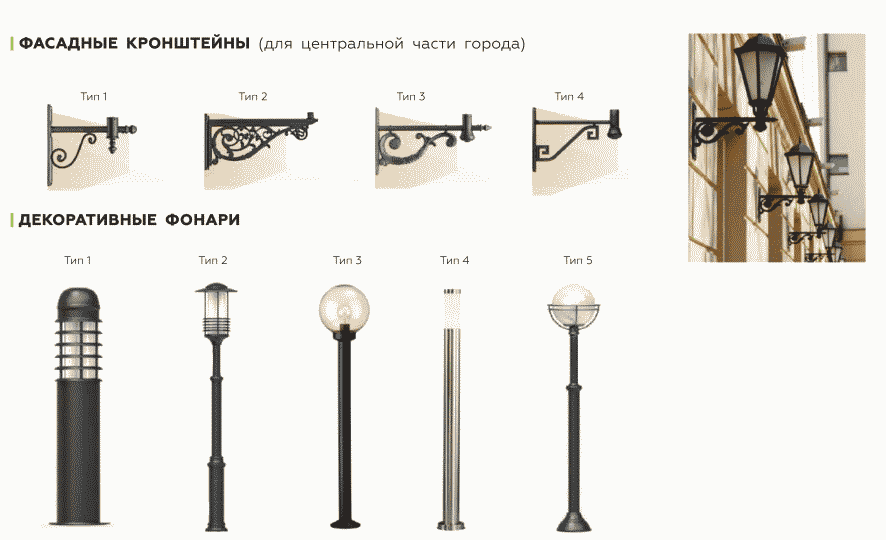 ФАСАДНЫЕ КРОНШТЕЙНЫ (для центральной части города)
Тип 1 Тип 2 Тип 3 Тип 4
ДЕКОРАТИВНЫЕ ФОНАРИ
Тип 1 Тип 2 Тип 3 Тип 4 Тип 5